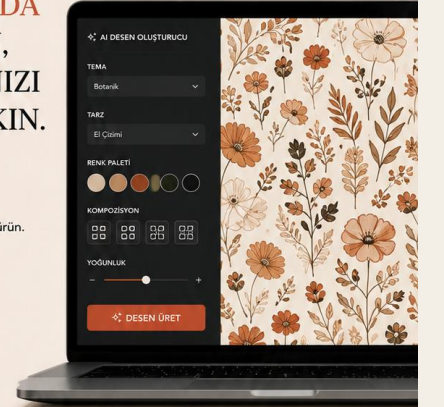 DA
,
NIZI
KIN.
ürün.
AI DESEN OLUŞTURUCU
TEMA
Botanik
TARZ
El Çizimi
RENK PALETİ
KOMPOZİSYON
YOĞUNLUK
− +
DESEN ÜRET